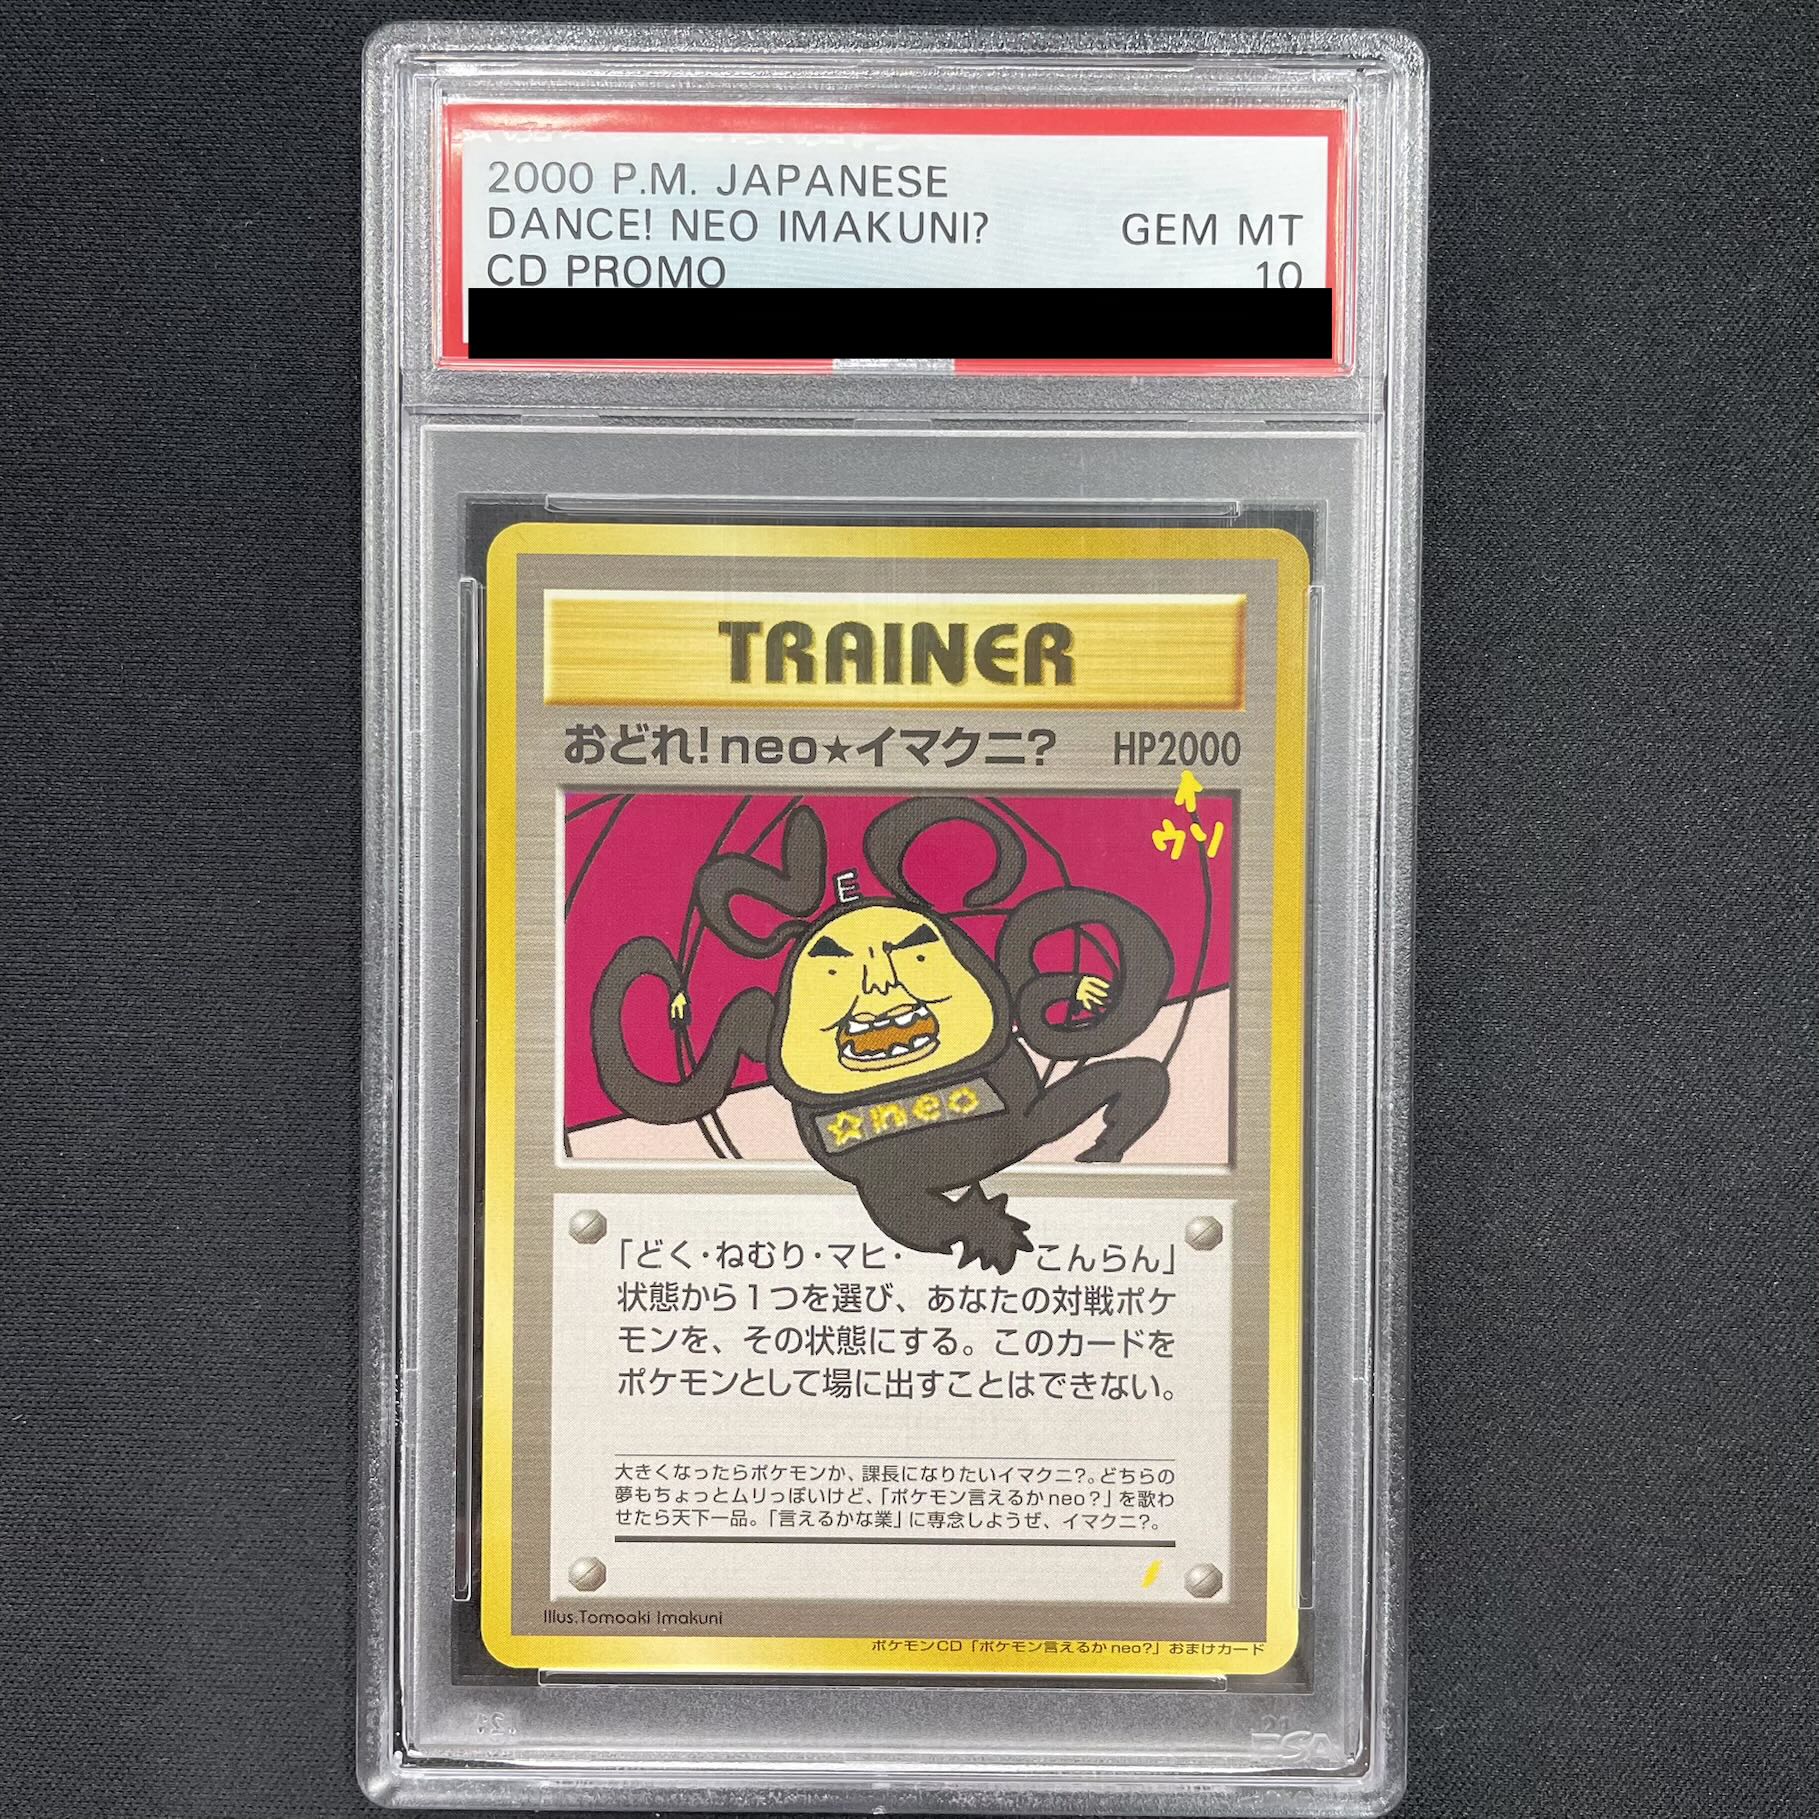 2000 P.M. JAPANESE
DANCE! NEO IMAKUNI?
GEM MT
CD PROMO
10
TRAINER
おどれ!neo★イマクニ? HP2000
↑
ウソ
E
☆neo
「どく・ねむり・マヒ・ こんらん」
状態から1つを選び、あなたの対戦ポケ
モンを、その状態にする。このカードを
ポケモンとして場に出すことはできない。
大きくなったらポケモンか、課長になりたいイマクニ?。どちらの
夢もちょっとムリっぽいけど、「ポケモン言えるかneo?」を歌わ
せたら天下一品。「言えるかな業」に専念しようぜ、イマクニ?。
Illus.Tomoaki Imakuni
ポケモンCD「ポケモン言えるかneo?」おまけカード
PSA